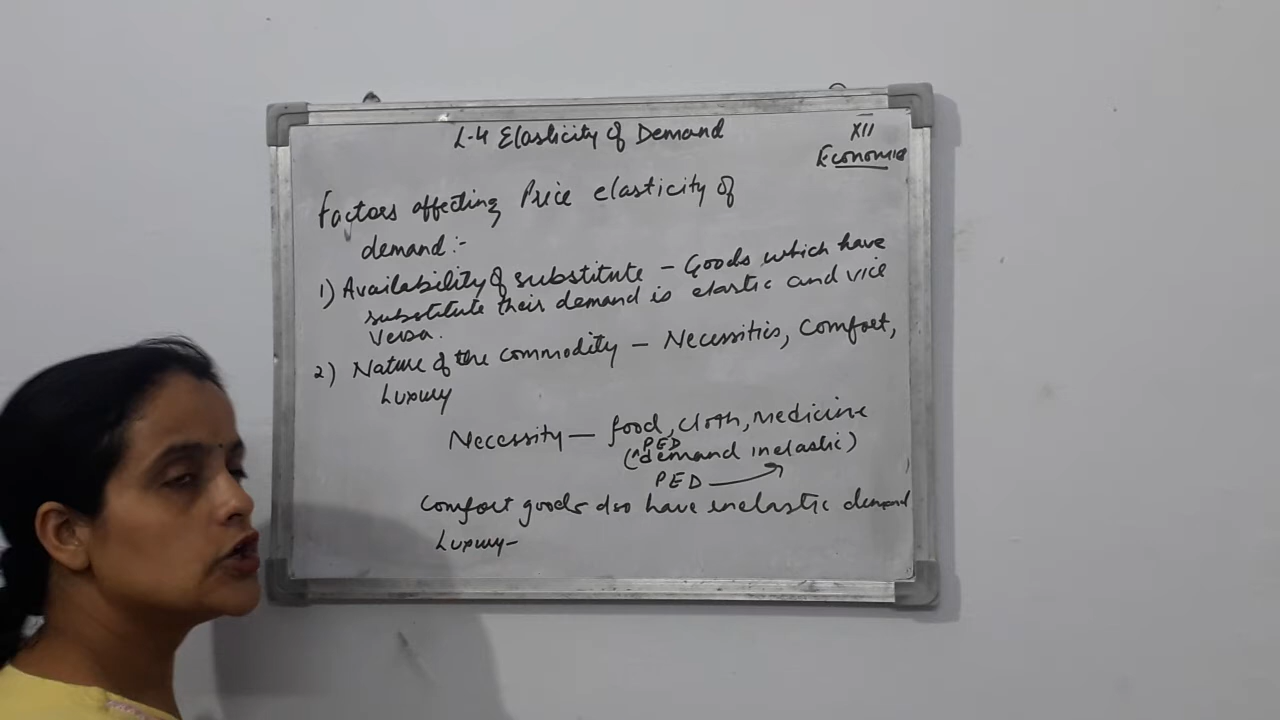 L-4 Elasticity of Demand
XII
Economics
Factors affecting Price elasticity of
demand :-
1) Availability of substitute - Goods which have
substitute their demand is elastic and vice
versa.
2) Nature of the commodity - Necessities, Comfort,
Luxury
Necessity - food, cloth, Medicine
PED
(^demand inelastic)
PED
Comfort goods also have inelastic demand
Luxury-